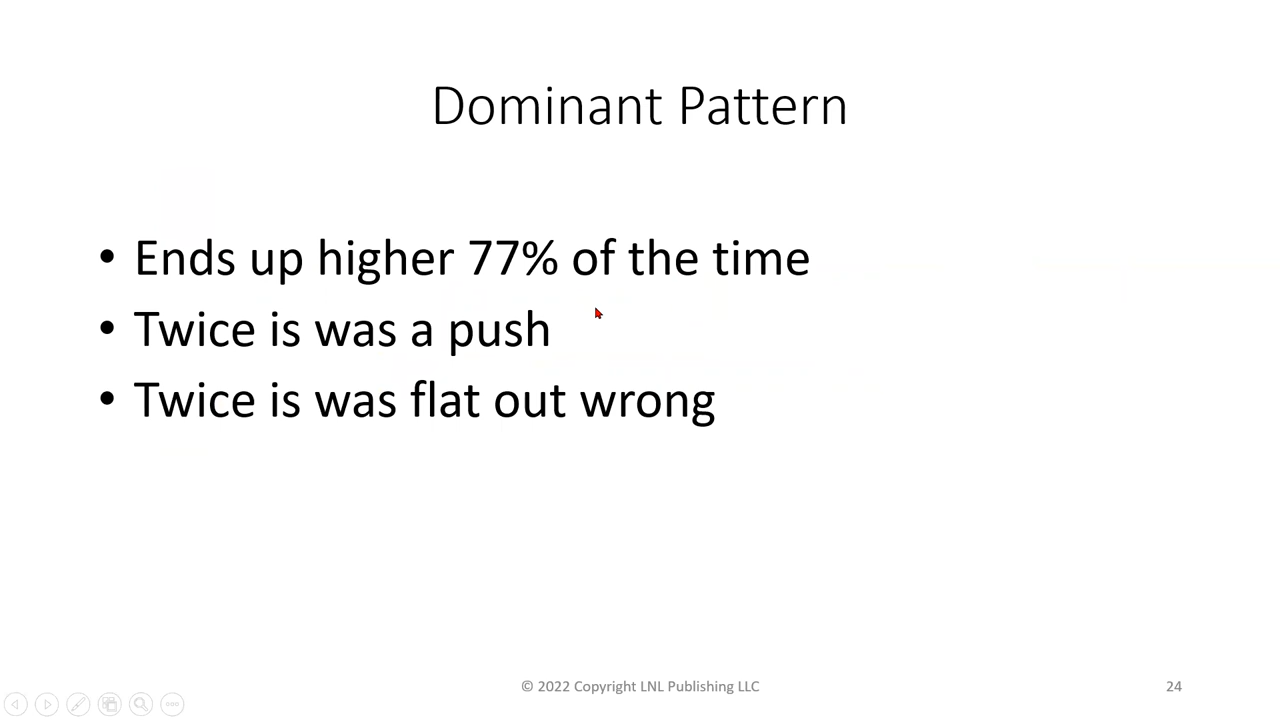 Dominant Pattern
• Ends up higher 77% of the time
• Twice is was a push
• Twice is was flat out wrong
© 2022 Copyright LNL Publishing LLC
24